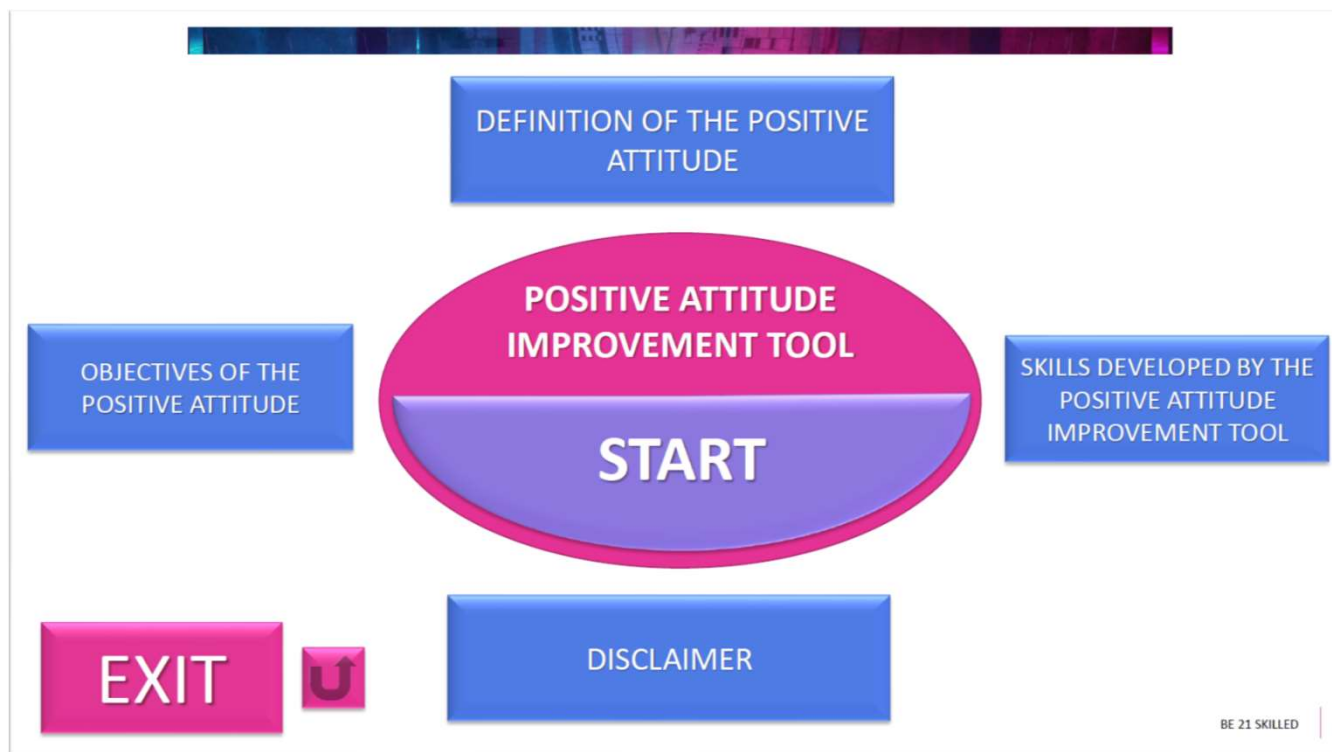 DEFINITION OF THE POSITIVE
ATTITUDE
POSITIVE ATTITUDE
IMPROVEMENT TOOL
START
OBJECTIVES OF THE
POSITIVE ATTITUDE
SKILLS DEVELOPED BY THE
POSITIVE ATTITUDE
IMPROVEMENT TOOL
DISCLAIMER
EXIT
BE 21 SKILLED